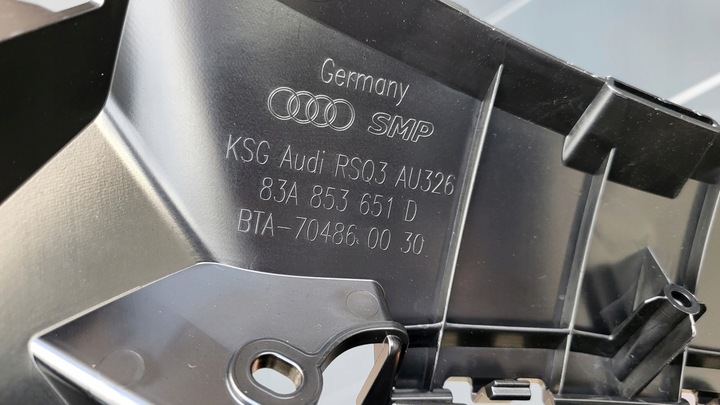 Germany
SMP
KSG Audi RSQ3 AU326
83A 853 651 D
BTA-70486 00 30